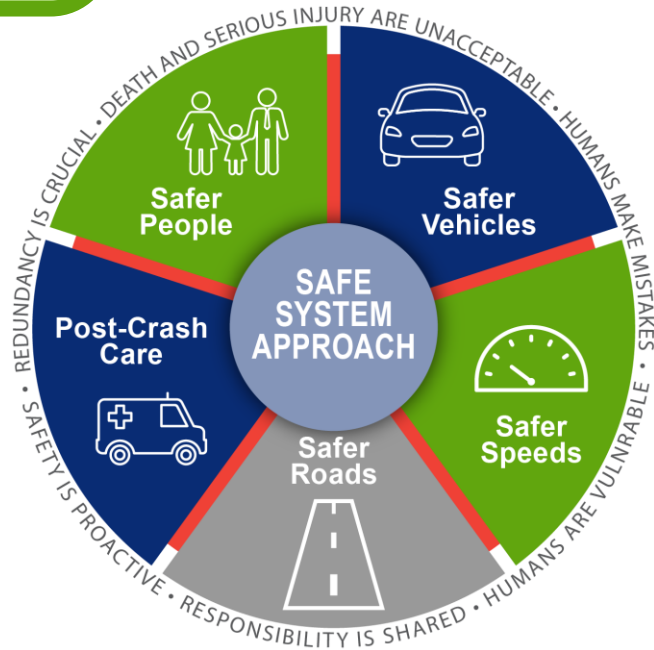 DEATH AND SERIOUS INJURY ARE UNACCEPTABLE • HUMANS MAKE MISTAKES • HUMANS ARE VULNRABLE • RESPONSIBILITY IS SHARED • SAFETY IS PROACTIVE • REDUNDANCY IS CRUCIAL •
Safer
People
Safer
Vehicles
SAFE
SYSTEM
APPROACH
Post-Crash
Care
Safer
Speeds
Safer
Roads